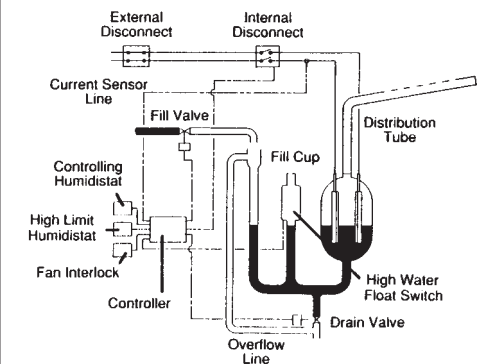 External
Disconnect
Internal
Disconnect
Current Sensor
Line
Fill Valve
Distribution
Tube
Fill Cup
Controlling
Humidistat
High Limit
Humidistat
Fan Interlock
Controller
High Water
Float Switch
Drain Valve
Overflow
Line